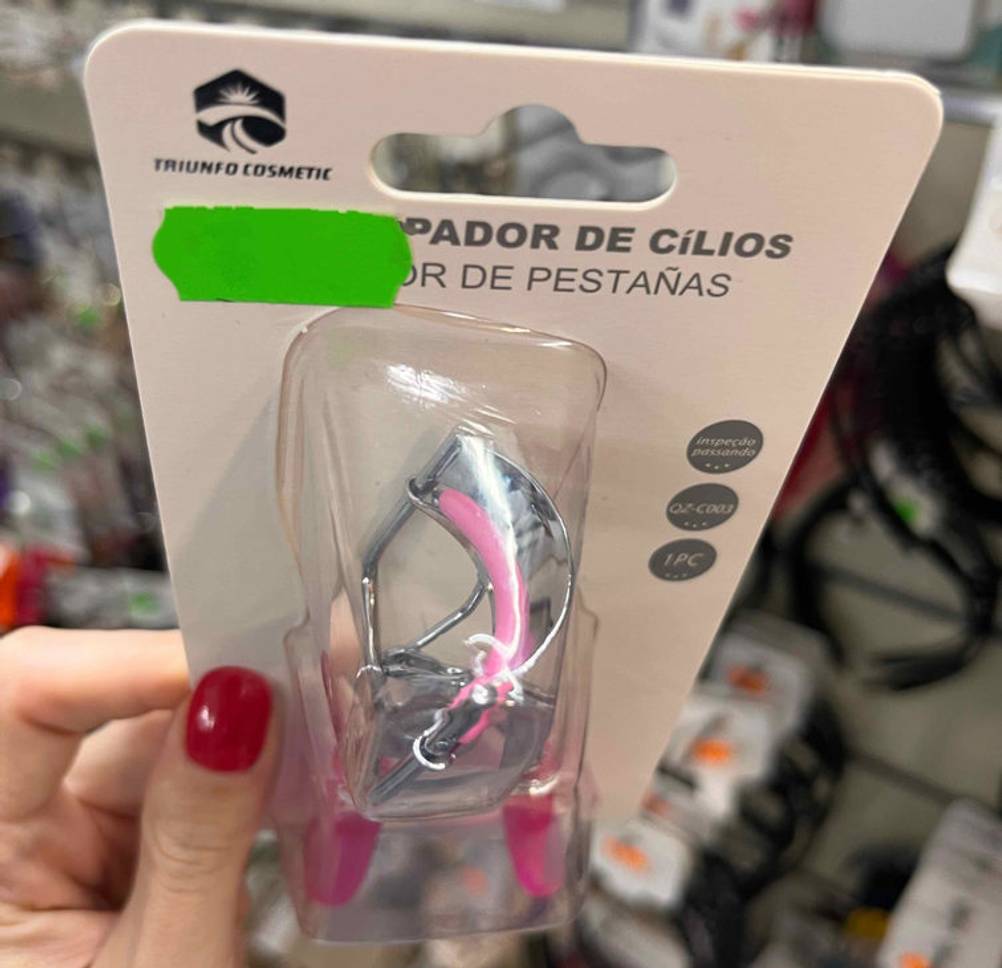 TRIUNFO COSMETIC
PADOR DE CíLIOS
OR DE PESTAÑAS
inspeção
passando
QZ-C003
1PC